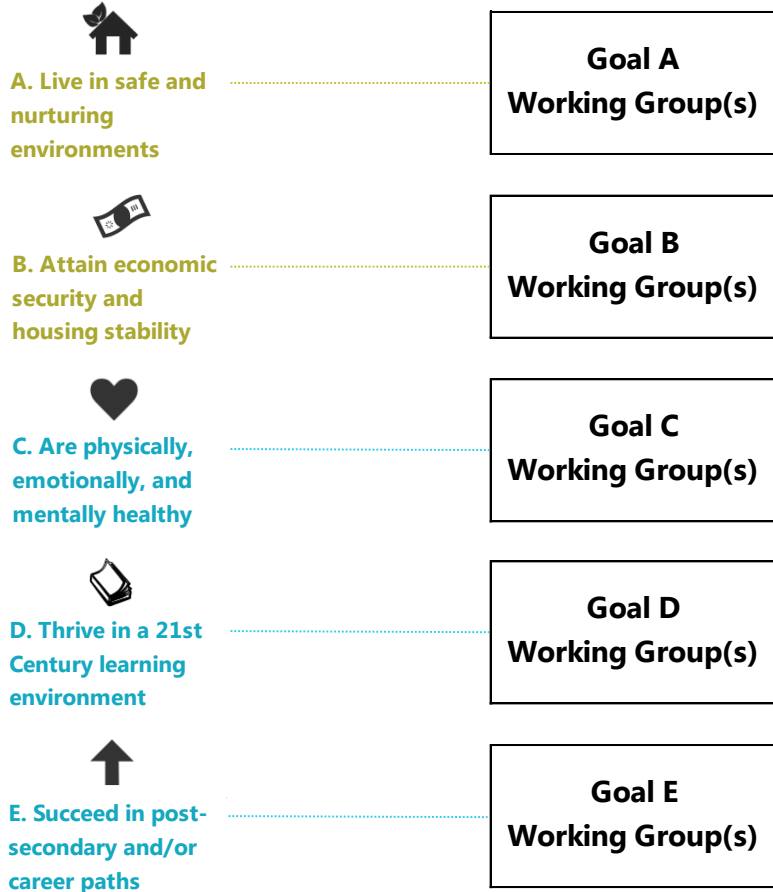 A. Live in safe and
nurturing
environments
Goal A
Working Group(s)
B. Attain economic
security and
housing stability
Goal B
Working Group(s)
C. Are physically,
emotionally, and
mentally healthy
Goal C
Working Group(s)
D. Thrive in a 21st
Century learning
environment
Goal D
Working Group(s)
E. Succeed in post-
secondary and/or
career paths
Goal E
Working Group(s)